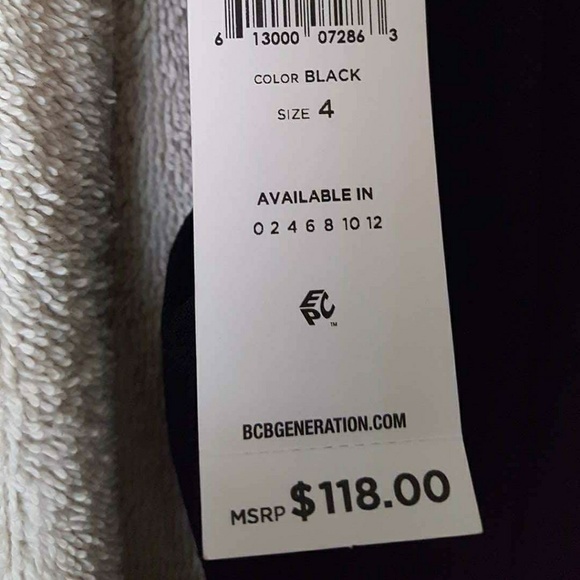 6 13000 07286 3
COLOR BLACK
SIZE 4
AVAILABLE IN
0 2 4 6 8 10 12
EPC
TM
BCBGENERATION.COM
MSRP $118.00